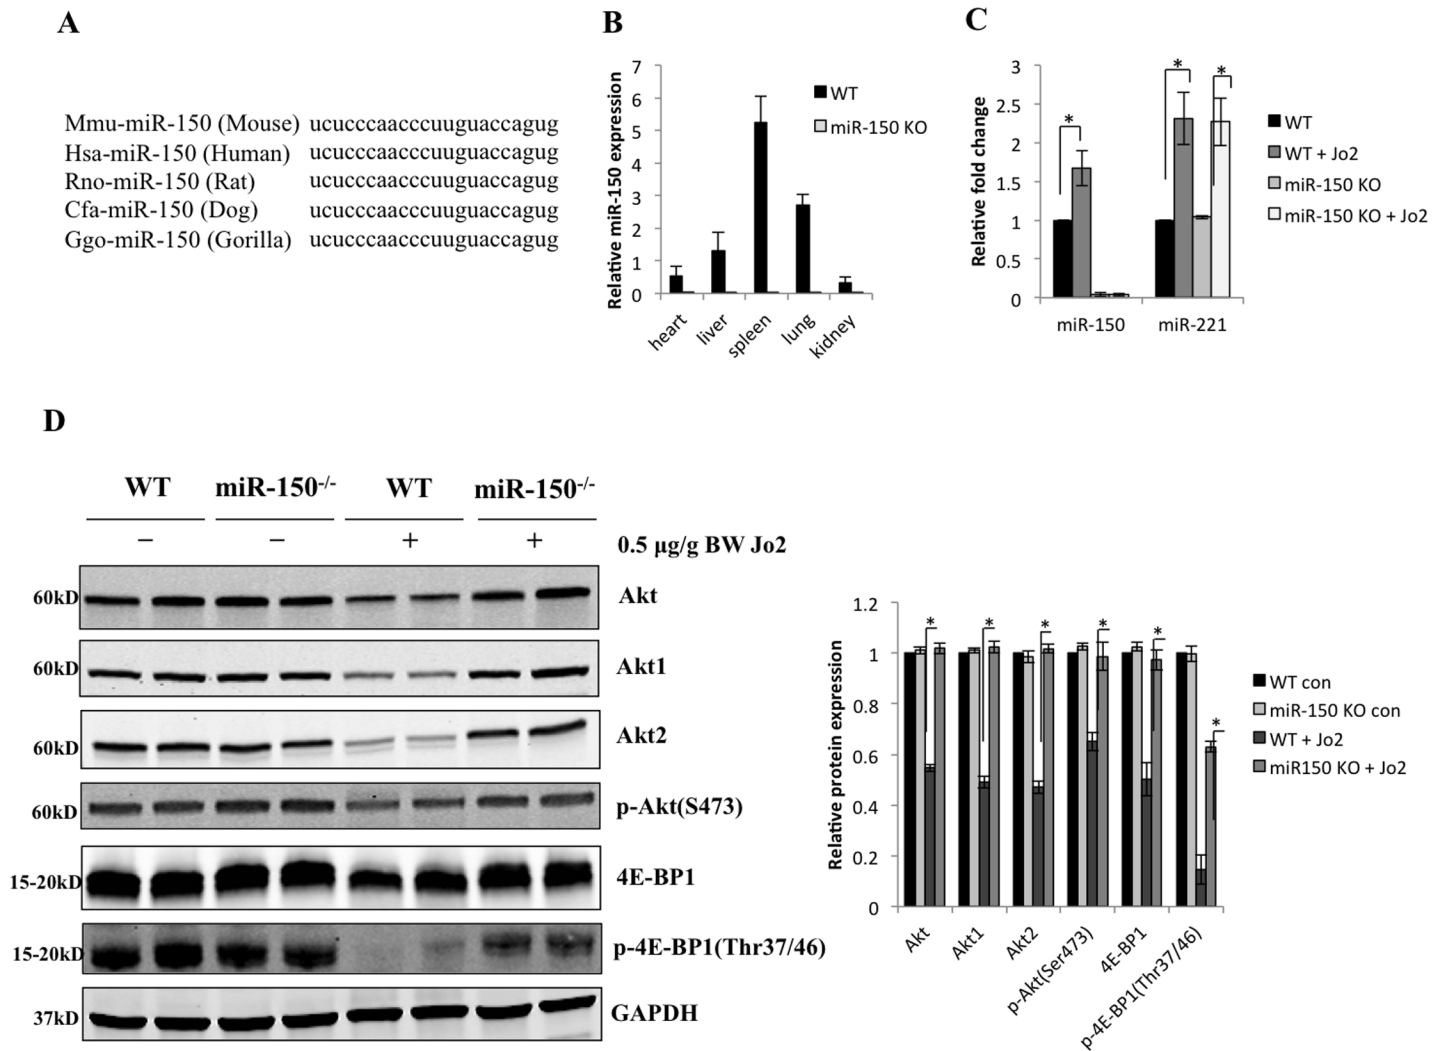 A
Mmu-miR-150 (Mouse) ucucccaacccuuguaccagug
Hsa-miR-150 (Human) ucucccaacccuuguaccagug
Rno-miR-150 (Rat) ucucccaacccuuguaccagug
Cfa-miR-150 (Dog) ucucccaacccuuguaccagug
Ggo-miR-150 (Gorilla) ucucccaacccuuguaccagug
B
Relative miR-150 expression
7
6
5
4
3
2
1
0
heart
liver
spleen
lung
kidney
WT
miR-150 KO
C
Relative fold change
3
2.5
2
1.5
1
0.5
0
*
*
*
miR-150
miR-221
WT
WT + Jo2
miR-150 KO
miR-150 KO + Jo2
D
WT miR-150-/- WT miR-150-/-
− − + + 0.5 μg/g BW Jo2
60kD Akt
60kD Akt1
60kD Akt2
60kD p-Akt(S473)
15-20kD 4E-BP1
15-20kD p-4E-BP1(Thr37/46)
37kD GAPDH
Relative protein expression
1.2
1
0.8
0.6
0.4
0.2
0
*
*
*
*
*
*
Akt
Akt1
Akt2
p-Akt(Ser473)
4E-BP1
p-4E-BP1(Thr37/46)
WT con
miR-150 KO con
WT + Jo2
miR150 KO + Jo2